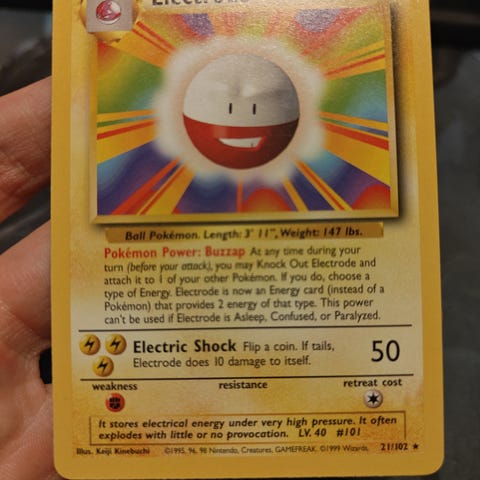 Electrode
Ball Pokémon. Length: 3' 11", Weight: 147 lbs.
Pokémon Power: Buzzap At any time during your
turn (before your attack), you may Knock Out Electrode and
attach it to 1 of your other Pokémon. If you do, choose a
type of Energy. Electrode is now an Energy card (instead of a
Pokémon) that provides 2 energy of that type. This power
can't be used if Electrode is Asleep, Confused, or Paralyzed.
Electric Shock Flip a coin. If tails, 50
Electrode does 10 damage to itself.
weakness resistance retreat cost
It stores electrical energy under very high pressure. It often
explodes with little or no provocation. LV. 40 #101
Illus. Keiji Kinebuchi ©1995, 96, 98 Nintendo, Creatures, GAMEFREAK. ©1999 Wizards. 21/102 ★